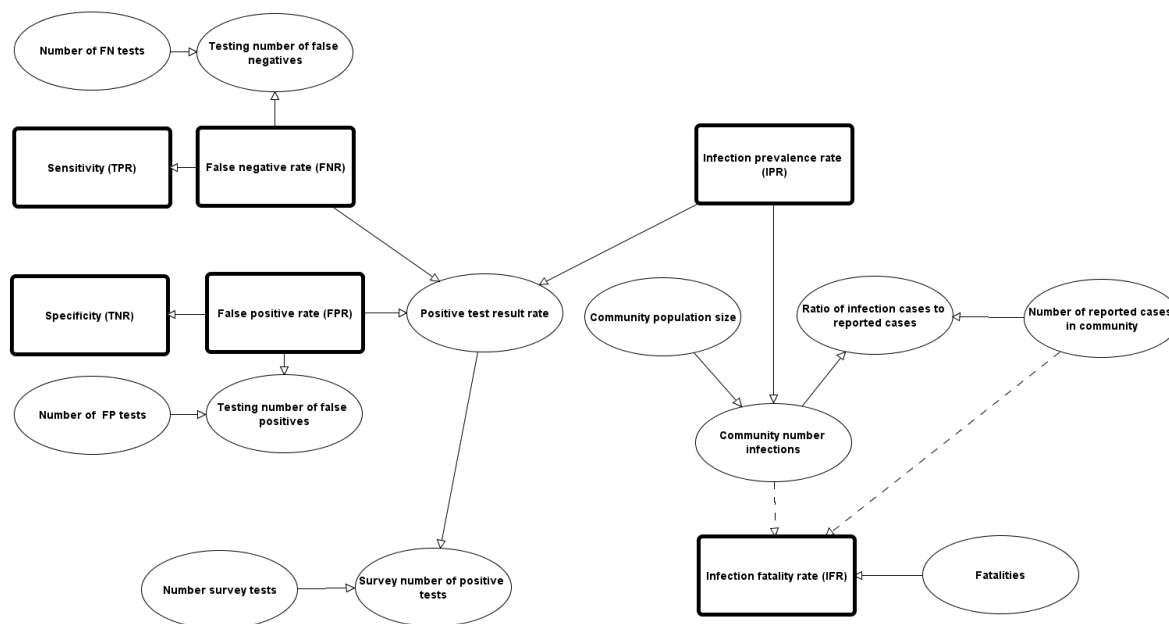 Number of FN tests
Testing number of false
negatives
Sensitivity (TPR)
False negative rate (FNR)
Infection prevalence rate
(IPR)
Specificity (TNR)
False positive rate (FPR)
Positive test result rate
Community population size
Ratio of infection cases to
reported cases
Number of reported cases
in community
Number of FP tests
Testing number of false
positives
Community number
infections
Number survey tests
Survey number of positive
tests
Infection fatality rate (IFR)
Fatalities